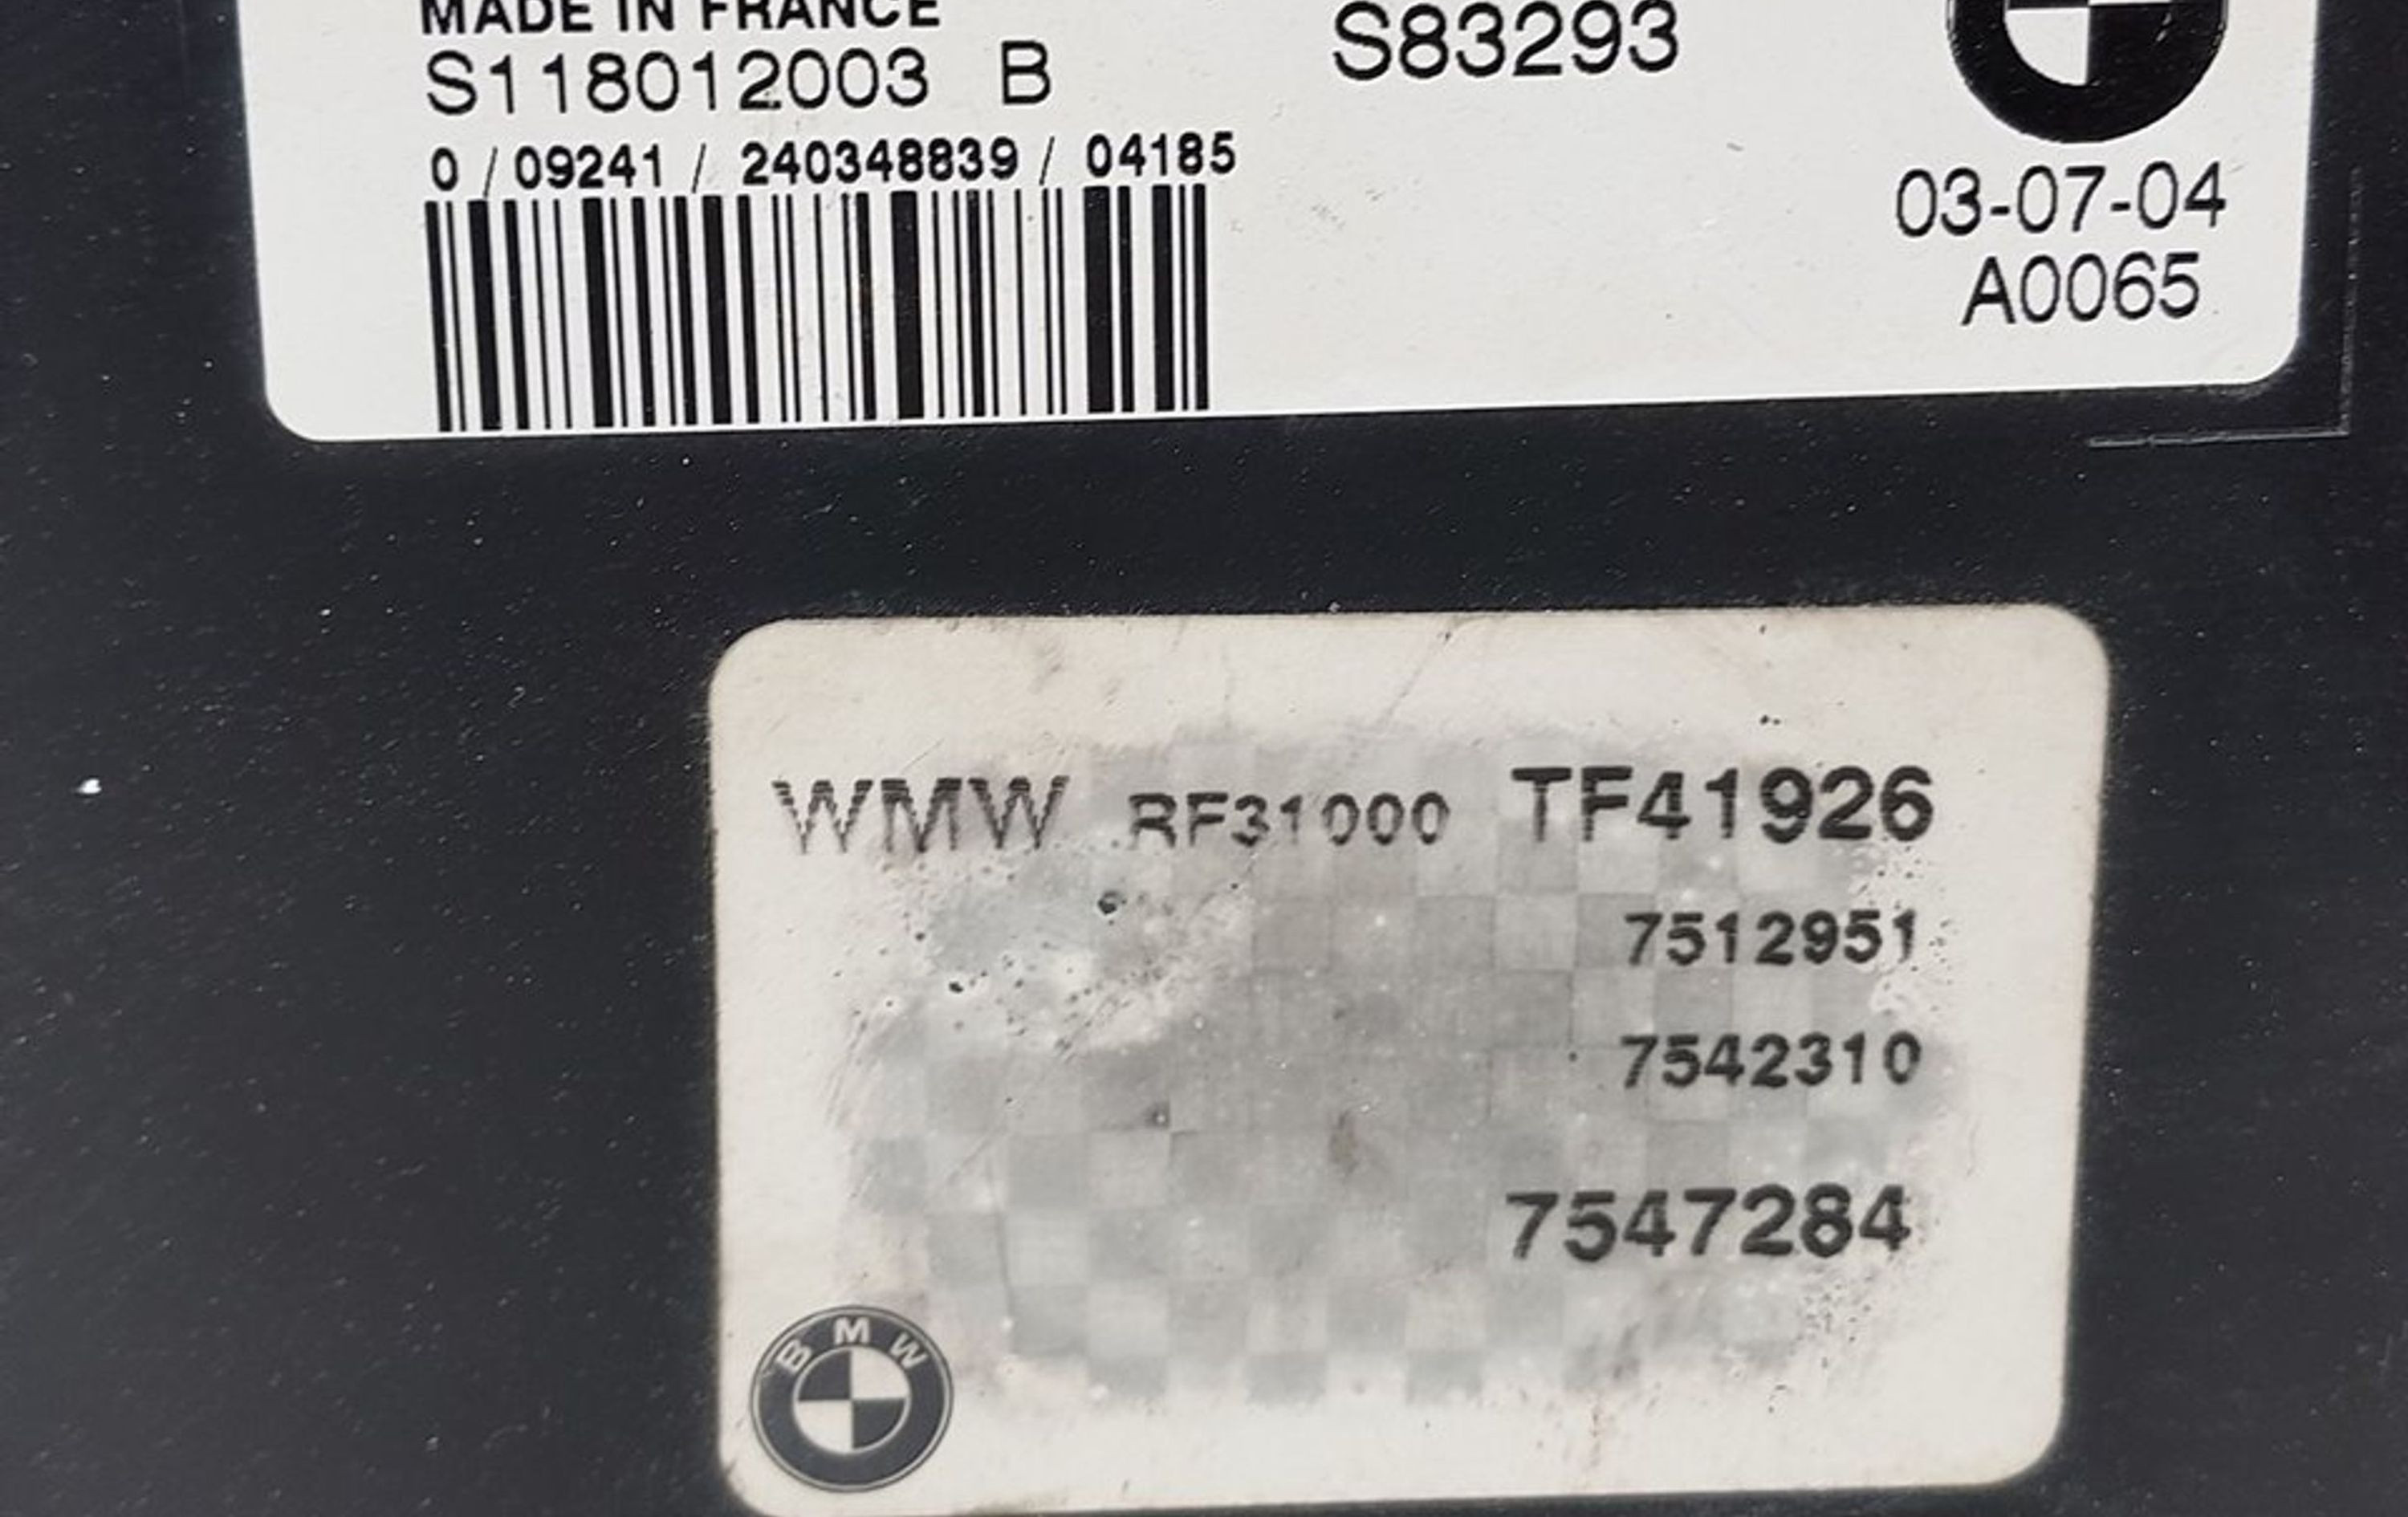 MADE IN FRANCE
S118012003 B
S83293
0 / 09241 / 240348839 / 04185
03-07-04
A0065
WMW RF31000 TF41926
7512951
7542310
7547284
BMW